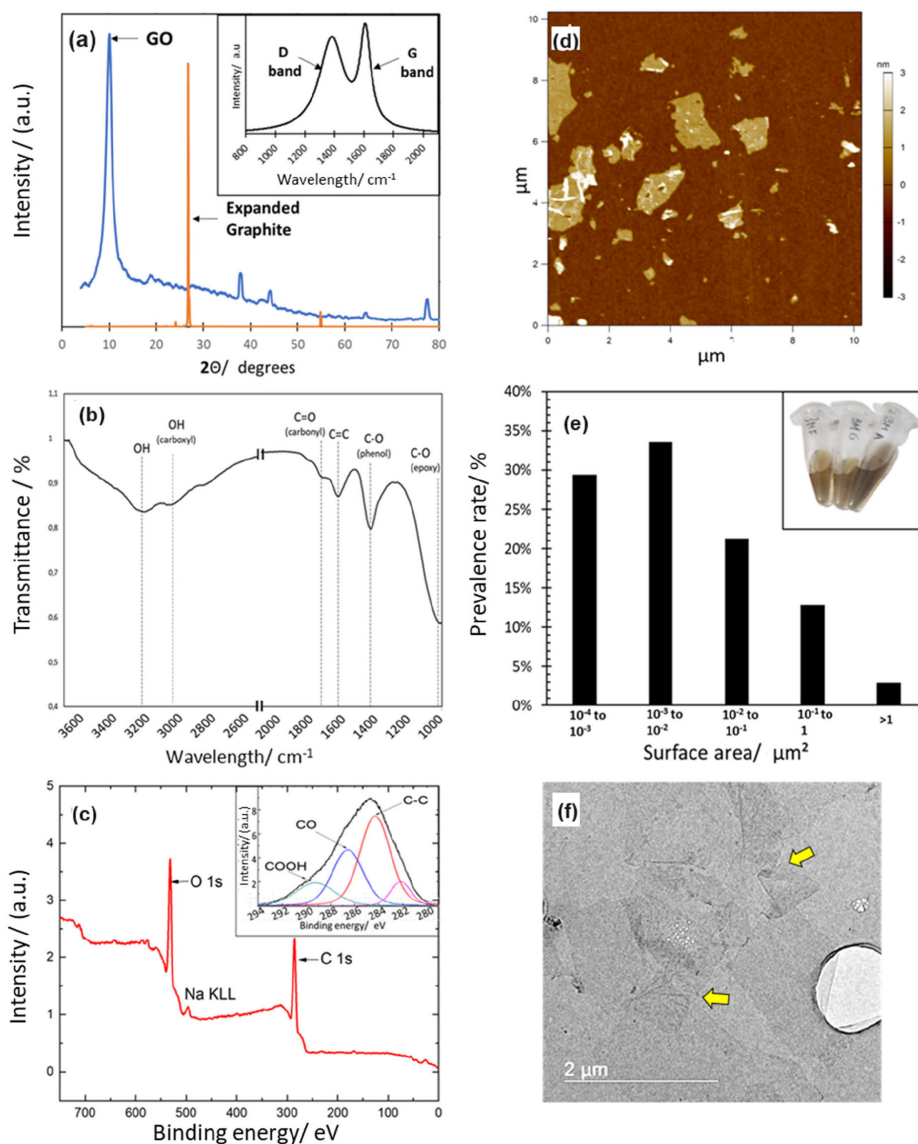 (a)
GO
D
band
G
band
Intensity/ a.u
800 1000 1200 1400 1600 1800 2000
Wavelength/ cm-1
Expanded
Graphite
Intensity / (a.u.)
0 10 20 30 40 50 60 70 80
2Θ/ degrees
(d)
10
8
6
4
2
0
μm
0 2 4 6 8 10
μm
nm
3
2
1
0
-1
-2
-3
(b)
OH
OH
(carboxyl)
C=O
(carbonyl)
C=C
C-O
(phenol)
C-O
(epoxy)
1,1
1
0,9
0,8
0,7
0,6
0,5
0,4
Transmittance / %
3600 3400 3200 3000 2800 2600 2000 1800 1600 1400 1200 1000
Wavelength/ cm-1
(e)
40%
35%
30%
25%
20%
15%
10%
5%
0%
Prevalence rate/ %
10-4 to
10-3
10-3 to
10-2
10-2 to
10-1
10-1 to
1
>1
Surface area/ μm2
(c)
O 1s
Na KLL
C 1s
5
4
3
2
1
0
Intensity/ (a.u.)
700 600 500 400 300 200 100 0
Binding energy/ eV
C-C
CO
COOH
8
6
4
2
0
Intensity/ (a.u.)
294 292 290 288 286 284 282 280
Binding energy/ eV
(f)
2 μm